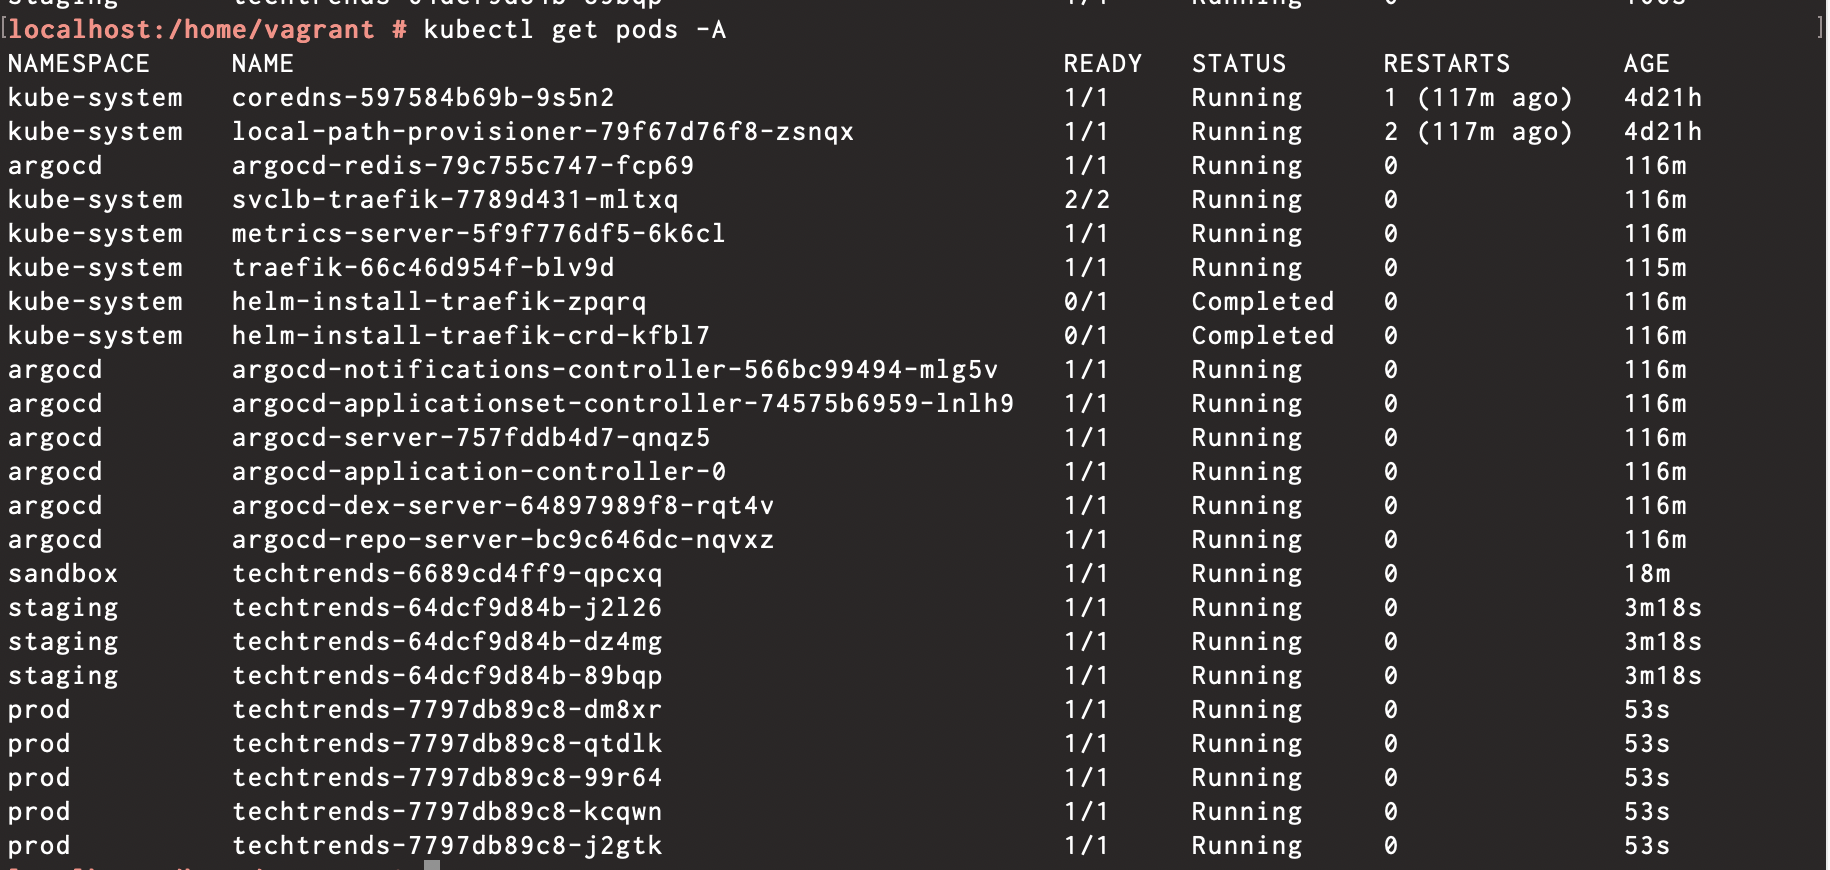 staging techtrends-64dcf9d84b-89bqp 1/1 Running 0
[localhost:/home/vagrant # kubectl get pods -A ]
NAMESPACE NAME READY STATUS RESTARTS AGE
kube-system coredns-597584b69b-9s5n2 1/1 Running 1 (117m ago) 4d21h
kube-system local-path-provisioner-79f67d76f8-zsnqx 1/1 Running 2 (117m ago) 4d21h
argocd argocd-redis-79c755c747-fcp69 1/1 Running 0 116m
kube-system svclb-traefik-7789d431-mltxq 2/2 Running 0 116m
kube-system metrics-server-5f9f776df5-6k6cl 1/1 Running 0 116m
kube-system traefik-66c46d954f-blv9d 1/1 Running 0 115m
kube-system helm-install-traefik-zpqrq 0/1 Completed 0 116m
kube-system helm-install-traefik-crd-kfbl7 0/1 Completed 0 116m
argocd argocd-notifications-controller-566bc99494-mlg5v 1/1 Running 0 116m
argocd argocd-applicationset-controller-74575b6959-lnlh9 1/1 Running 0 116m
argocd argocd-server-757fddb4d7-qnqz5 1/1 Running 0 116m
argocd argocd-application-controller-0 1/1 Running 0 116m
argocd argocd-dex-server-64897989f8-rqt4v 1/1 Running 0 116m
argocd argocd-repo-server-bc9c646dc-nqvxz 1/1 Running 0 116m
sandbox techtrends-6689cd4ff9-qpcxq 1/1 Running 0 18m
staging techtrends-64dcf9d84b-j2l26 1/1 Running 0 3m18s
staging techtrends-64dcf9d84b-dz4mg 1/1 Running 0 3m18s
staging techtrends-64dcf9d84b-89bqp 1/1 Running 0 3m18s
prod techtrends-7797db89c8-dm8xr 1/1 Running 0 53s
prod techtrends-7797db89c8-qtdlk 1/1 Running 0 53s
prod techtrends-7797db89c8-99r64 1/1 Running 0 53s
prod techtrends-7797db89c8-kcqwn 1/1 Running 0 53s
prod techtrends-7797db89c8-j2gtk 1/1 Running 0 53s